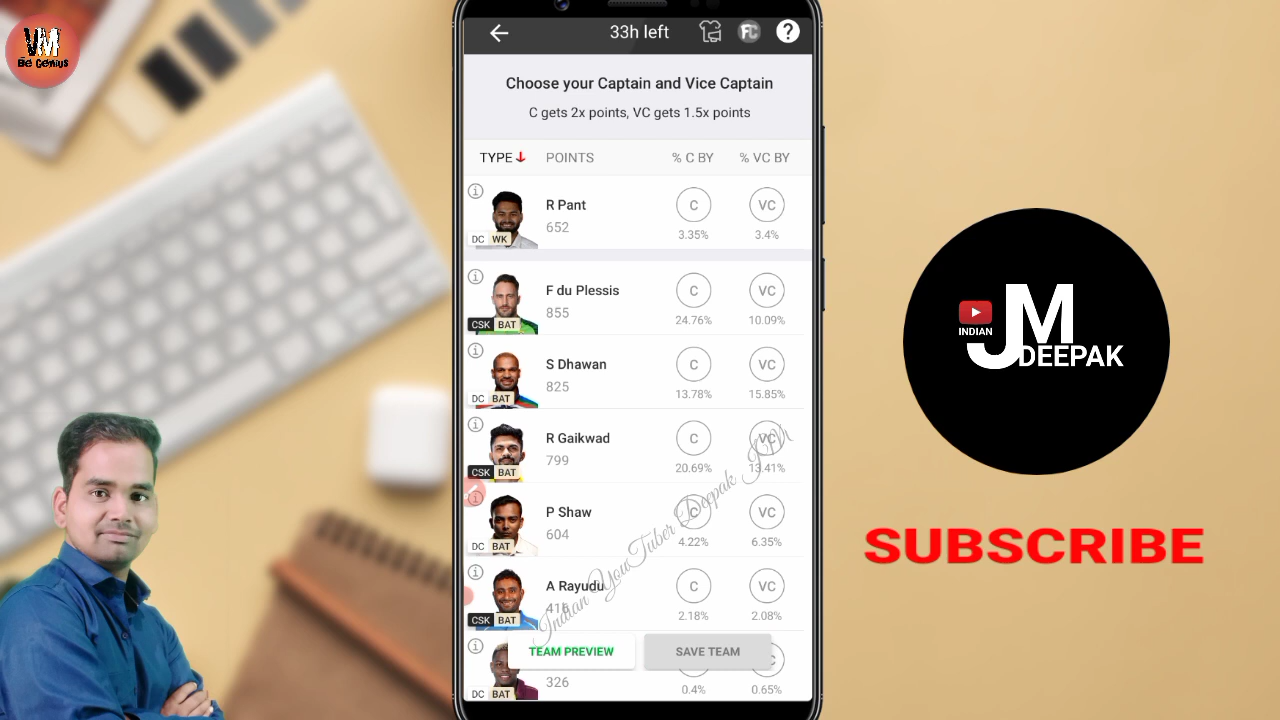 VM
Be Genius
33h left
FC
?
Choose your Captain and Vice Captain
C gets 2x points, VC gets 1.5x points
TYPE POINTS % C BY % VC BY
i
R Pant C VC
652
DC WK 3.35% 3.4%
i
F du Plessis C VC
855
CSK BAT 24.76% 10.09%
i
S Dhawan C VC
825
DC BAT 13.78% 15.85%
i
R Gaikwad C VC
799
CSK BAT 20.69% 13.41%
i
P Shaw C VC
604
DC BAT 4.22% 6.35%
i
A Rayudu C VC
CSK BAT 2.18% 2.08%
i
TEAM PREVIEW SAVE TEAM
326
DC BAT 0.4% 0.65%
Indian YouTuber Deepak JKM
INDIAN
JM
DEEPAK
SUBSCRIBE